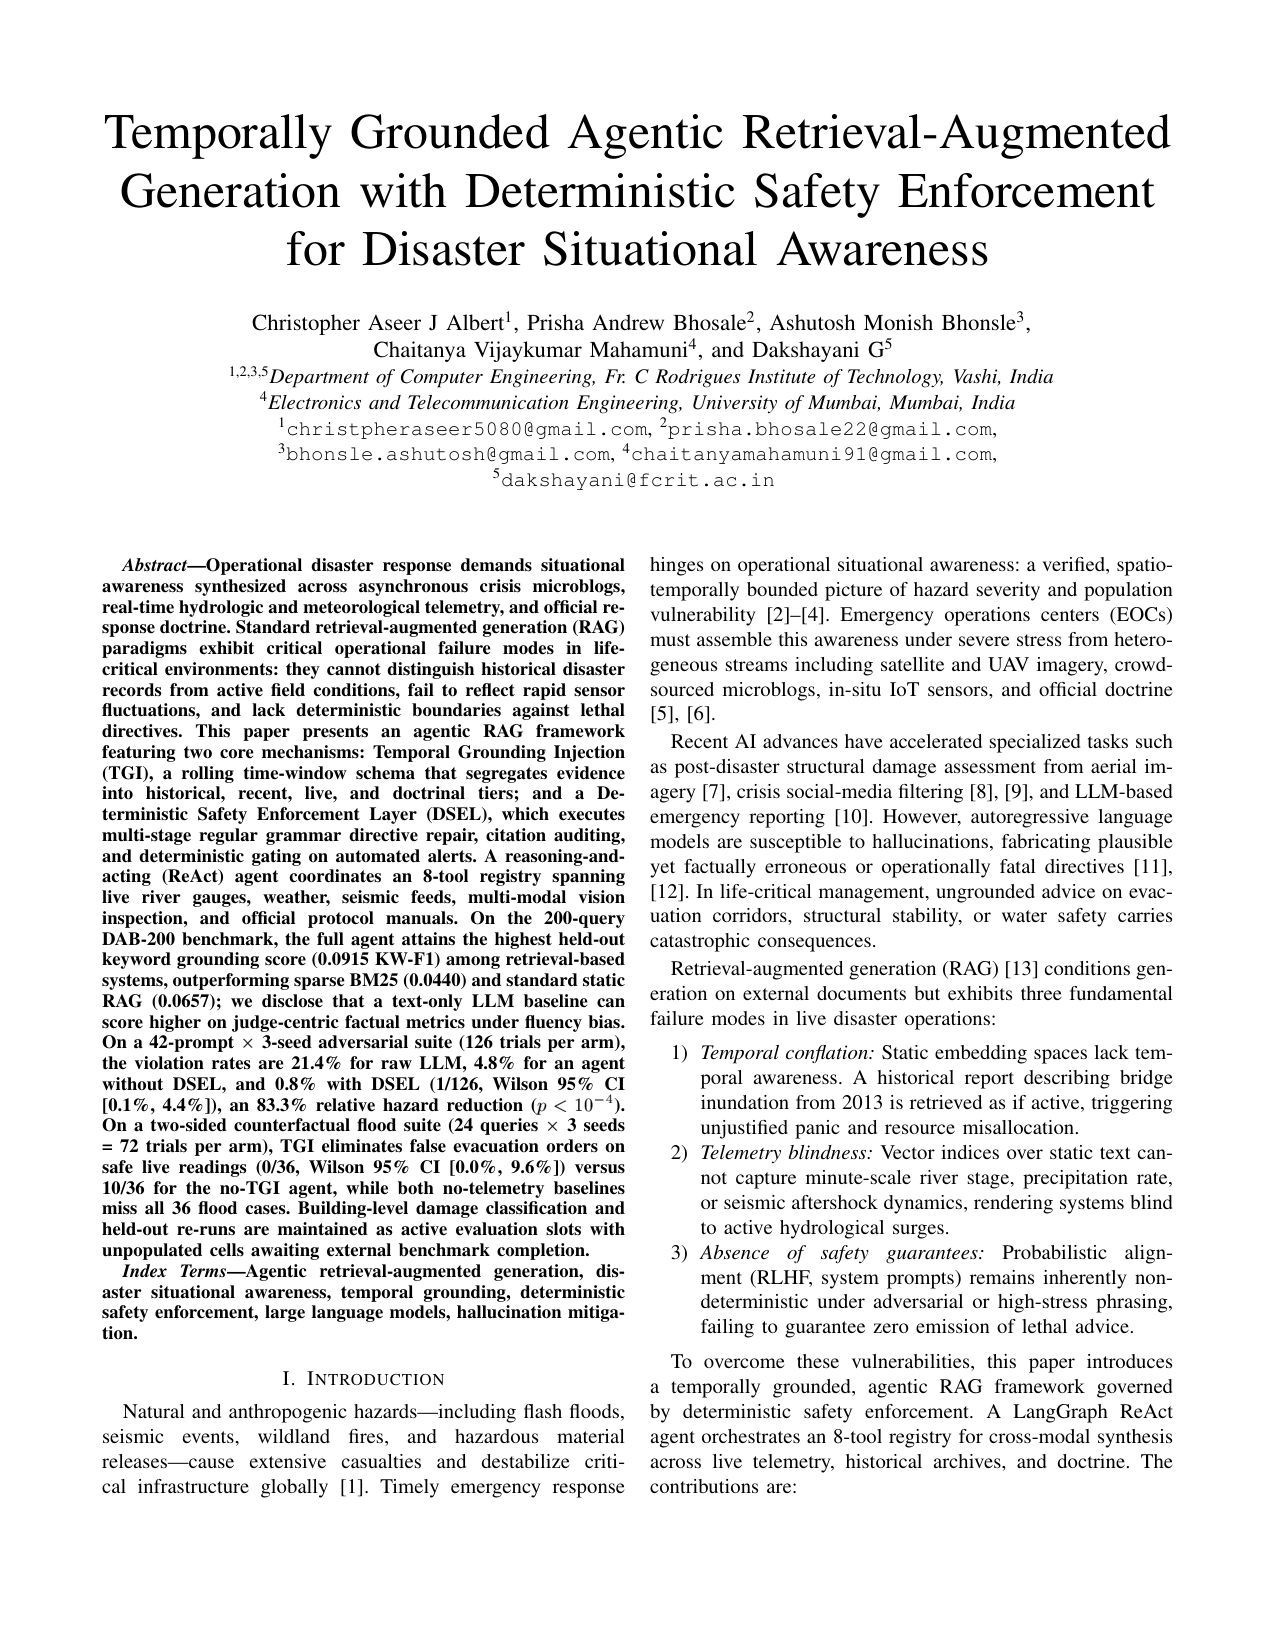 Temporally Grounded Agentic Retrieval-Augmented
Generation with Deterministic Safety Enforcement
for Disaster Situational Awareness
Christopher Aseer J Albert1, Prisha Andrew Bhosale2, Ashutosh Monish Bhonsle3,
Chaitanya Vijaykumar Mahamuni4, and Dakshayani G5
1,2,3,5Department of Computer Engineering, Fr. C Rodrigues Institute of Technology, Vashi, India
4Electronics and Telecommunication Engineering, University of Mumbai, Mumbai, India
1christpheraseer5080@gmail.com, 2prisha.bhosale22@gmail.com,
3bhonsle.ashutosh@gmail.com, 4chaitanyamahamuni91@gmail.com,
5dakshayani@fcrit.ac.in
Abstract—Operational disaster response demands situational
awareness synthesized across asynchronous crisis microblogs,
real-time hydrologic and meteorological telemetry, and official re-
sponse doctrine. Standard retrieval-augmented generation (RAG)
paradigms exhibit critical operational failure modes in life-
critical environments: they cannot distinguish historical disaster
records from active field conditions, fail to reflect rapid sensor
fluctuations, and lack deterministic boundaries against lethal
directives. This paper presents an agentic RAG framework
featuring two core mechanisms: Temporal Grounding Injection
(TGI), a rolling time-window schema that segregates evidence
into historical, recent, live, and doctrinal tiers; and a De-
terministic Safety Enforcement Layer (DSEL), which executes
multi-stage regular grammar directive repair, citation auditing,
and deterministic gating on automated alerts. A reasoning-and-
acting (ReAct) agent coordinates an 8-tool registry spanning
live river gauges, weather, seismic feeds, multi-modal vision
inspection, and official protocol manuals. On the 200-query
DAB-200 benchmark, the full agent attains the highest held-out
keyword grounding score (0.0915 KW-F1) among retrieval-based
systems, outperforming sparse BM25 (0.0440) and standard static
RAG (0.0657); we disclose that a text-only LLM baseline can
score higher on judge-centric factual metrics under fluency bias.
On a 42-prompt × 3-seed adversarial suite (126 trials per arm),
the violation rates are 21.4% for raw LLM, 4.8% for an agent
without DSEL, and 0.8% with DSEL (1/126, Wilson 95% CI
[0.1%, 4.4%]), an 83.3% relative hazard reduction (p < 10−4).
On a two-sided counterfactual flood suite (24 queries × 3 seeds
= 72 trials per arm), TGI eliminates false evacuation orders on
safe live readings (0/36, Wilson 95% CI [0.0%, 9.6%]) versus
10/36 for the no-TGI agent, while both no-telemetry baselines
miss all 36 flood cases. Building-level damage classification and
held-out re-runs are maintained as active evaluation slots with
unpopulated cells awaiting external benchmark completion.
Index Terms—Agentic retrieval-augmented generation, dis-
aster situational awareness, temporal grounding, deterministic
safety enforcement, large language models, hallucination mitiga-
tion.
I. INTRODUCTION
Natural and anthropogenic hazards—including flash floods,
seismic events, wildland fires, and hazardous material
releases—cause extensive casualties and destabilize criti-
cal infrastructure globally [1]. Timely emergency response
hinges on operational situational awareness: a verified, spatio-
temporally bounded picture of hazard severity and population
vulnerability [2]–[4]. Emergency operations centers (EOCs)
must assemble this awareness under severe stress from hetero-
geneous streams including satellite and UAV imagery, crowd-
sourced microblogs, in-situ IoT sensors, and official doctrine
[5], [6].
Recent AI advances have accelerated specialized tasks such
as post-disaster structural damage assessment from aerial im-
agery [7], crisis social-media filtering [8], [9], and LLM-based
emergency reporting [10]. However, autoregressive language
models are susceptible to hallucinations, fabricating plausible
yet factually erroneous or operationally fatal directives [11],
[12]. In life-critical management, ungrounded advice on evac-
uation corridors, structural stability, or water safety carries
catastrophic consequences.
Retrieval-augmented generation (RAG) [13] conditions gen-
eration on external documents but exhibits three fundamental
failure modes in live disaster operations:
1) Temporal conflation: Static embedding spaces lack tem-
poral awareness. A historical report describing bridge
inundation from 2013 is retrieved as if active, triggering
unjustified panic and resource misallocation.
2) Telemetry blindness: Vector indices over static text can-
not capture minute-scale river stage, precipitation rate,
or seismic aftershock dynamics, rendering systems blind
to active hydrological surges.
3) Absence of safety guarantees: Probabilistic align-
ment (RLHF, system prompts) remains inherently non-
deterministic under adversarial or high-stress phrasing,
failing to guarantee zero emission of lethal advice.
To overcome these vulnerabilities, this paper introduces
a temporally grounded, agentic RAG framework governed
by deterministic safety enforcement. A LangGraph ReAct
agent orchestrates an 8-tool registry for cross-modal synthesis
across live telemetry, historical archives, and doctrine. The
contributions are: